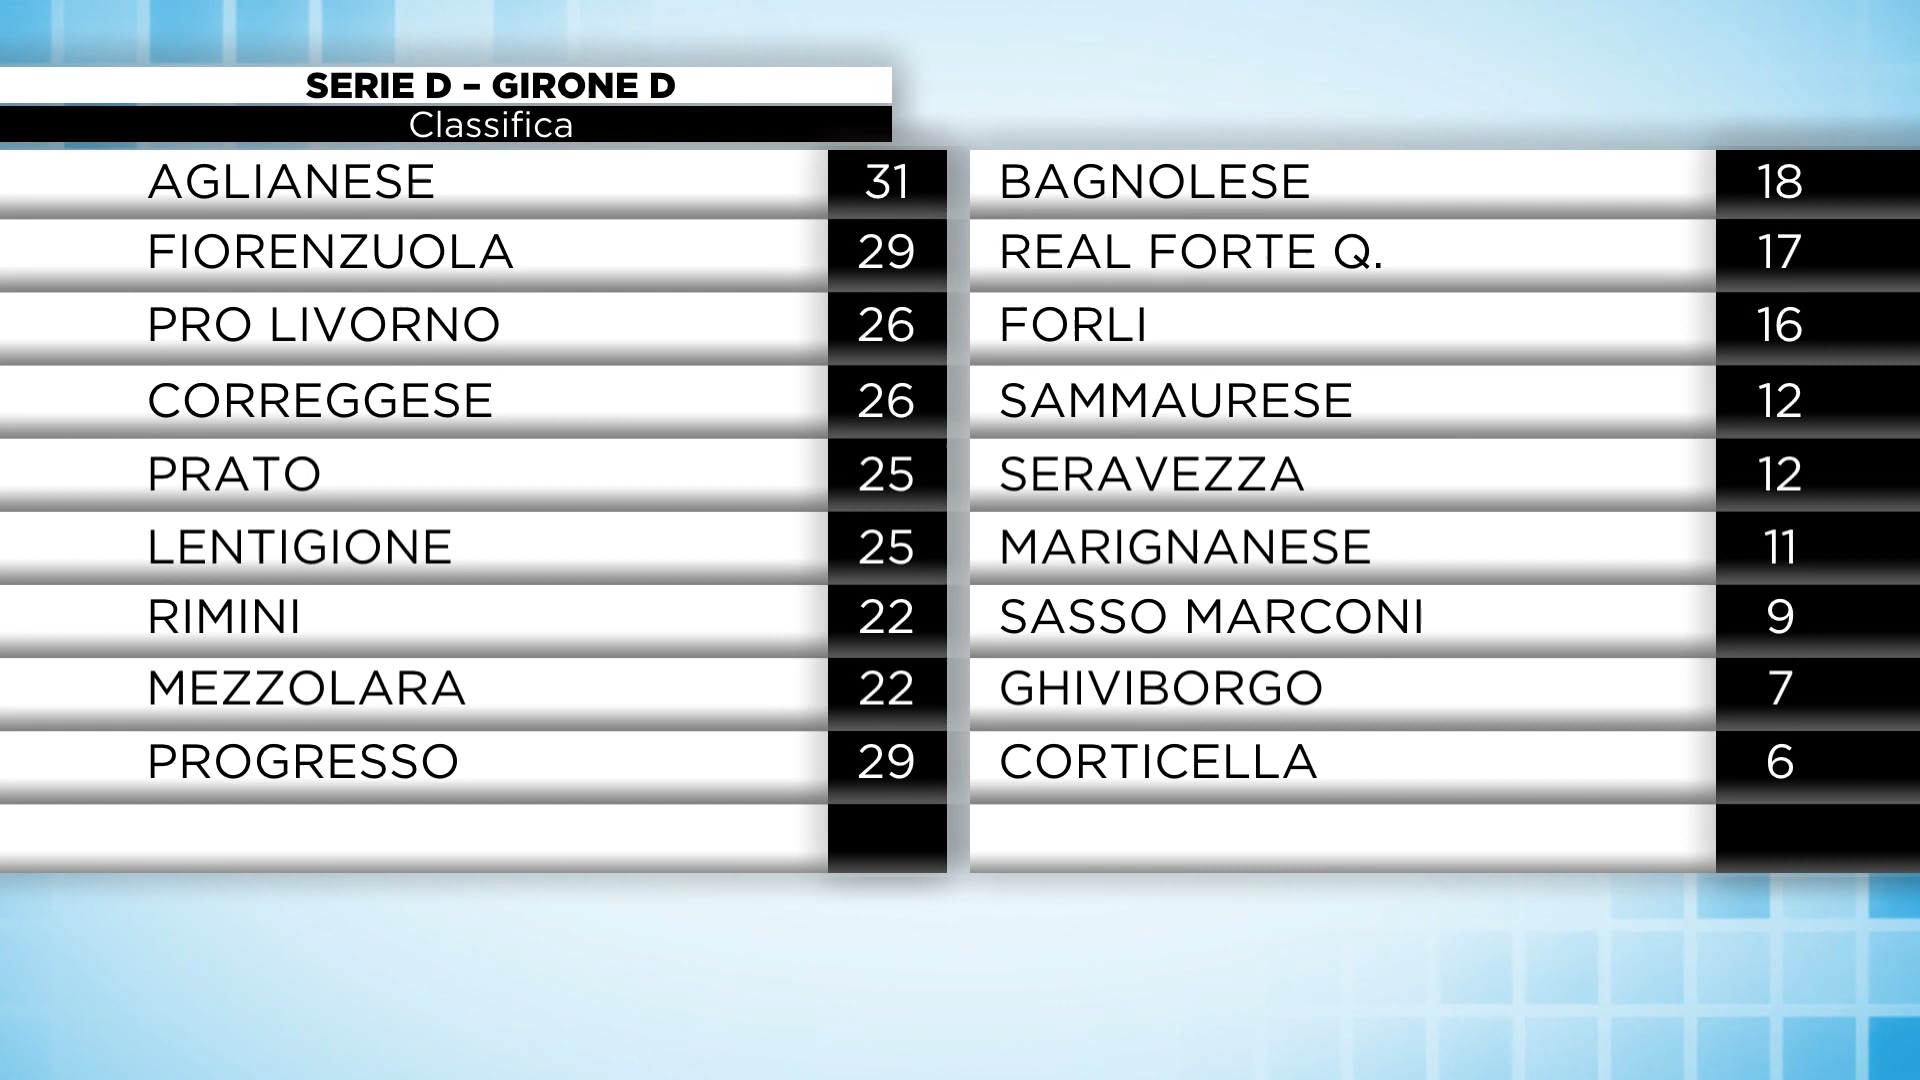 SERIE D – GIRONE D
Classifica
AGLIANESE 31
FIORENZUOLA 29
PRO LIVORNO 26
CORREGGESE 26
PRATO 25
LENTIGIONE 25
RIMINI 22
MEZZOLARA 22
PROGRESSO 29
BAGNOLESE 18
REAL FORTE Q. 17
FORLI 16
SAMMAURESE 12
SERAVEZZA 12
MARIGNANESE 11
SASSO MARCONI 9
GHIVIBORGO 7
CORTICELLA 6